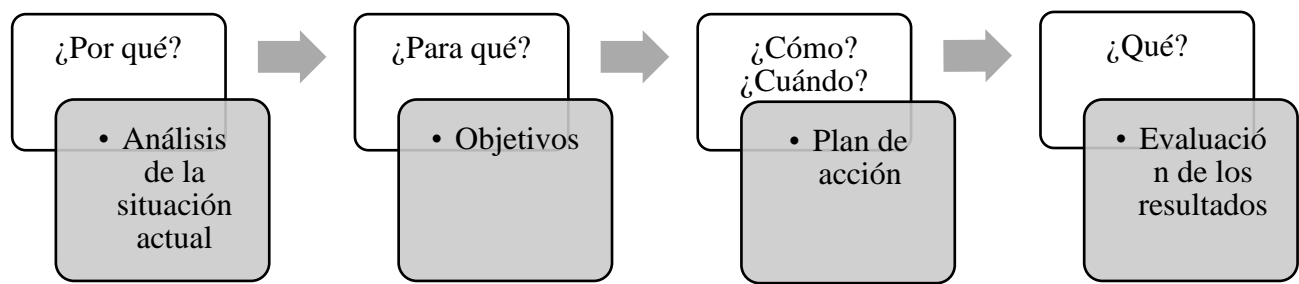 ¿Por qué?
• Análisis
de la
situación
actual
¿Para qué?
• Objetivos
¿Cómo?
¿Cuándo?
• Plan de
acción
¿Qué?
• Evaluació
n de los
resultados